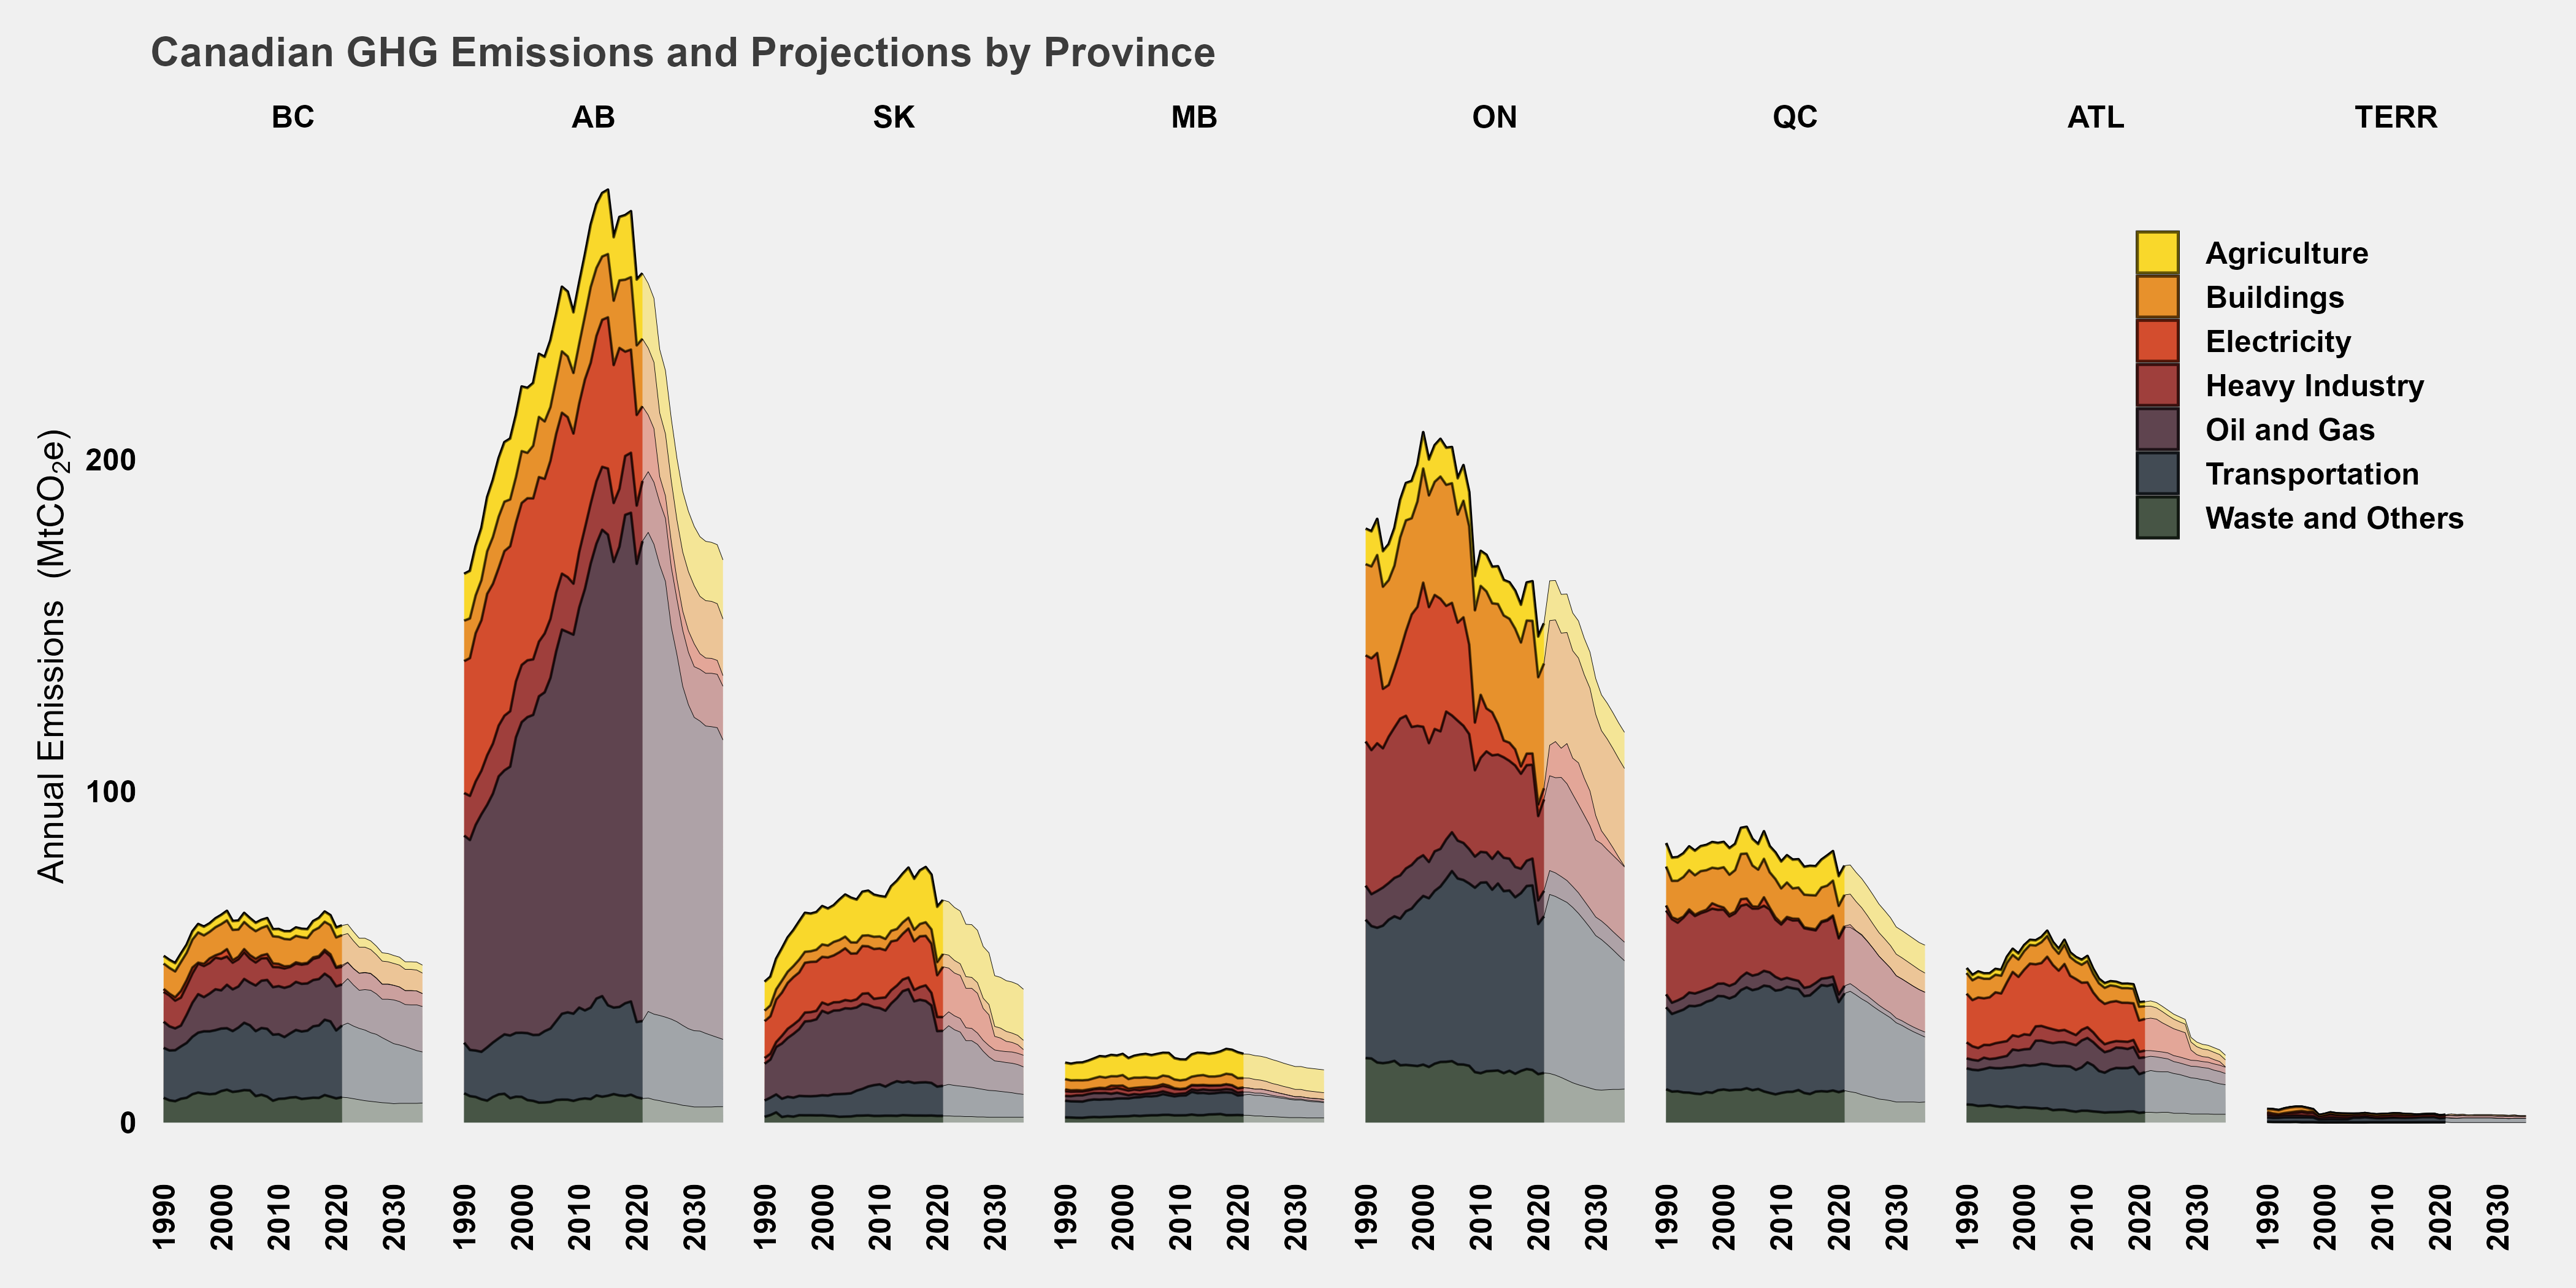 Canadian GHG Emissions and Projections by Province
BC AB SK MB ON QC ATL TERR
Annual Emissions (MtCO₂e)
200
100
0
Agriculture
Buildings
Electricity
Heavy Industry
Oil and Gas
Transportation
Waste and Others
1990 2000 2010 2020 2030 1990 2000 2010 2020 2030 1990 2000 2010 2020 2030 1990 2000 2010 2020 2030 1990 2000 2010 2020 2030 1990 2000 2010 2020 2030 1990 2000 2010 2020 2030 1990 2000 2010 2020 2030